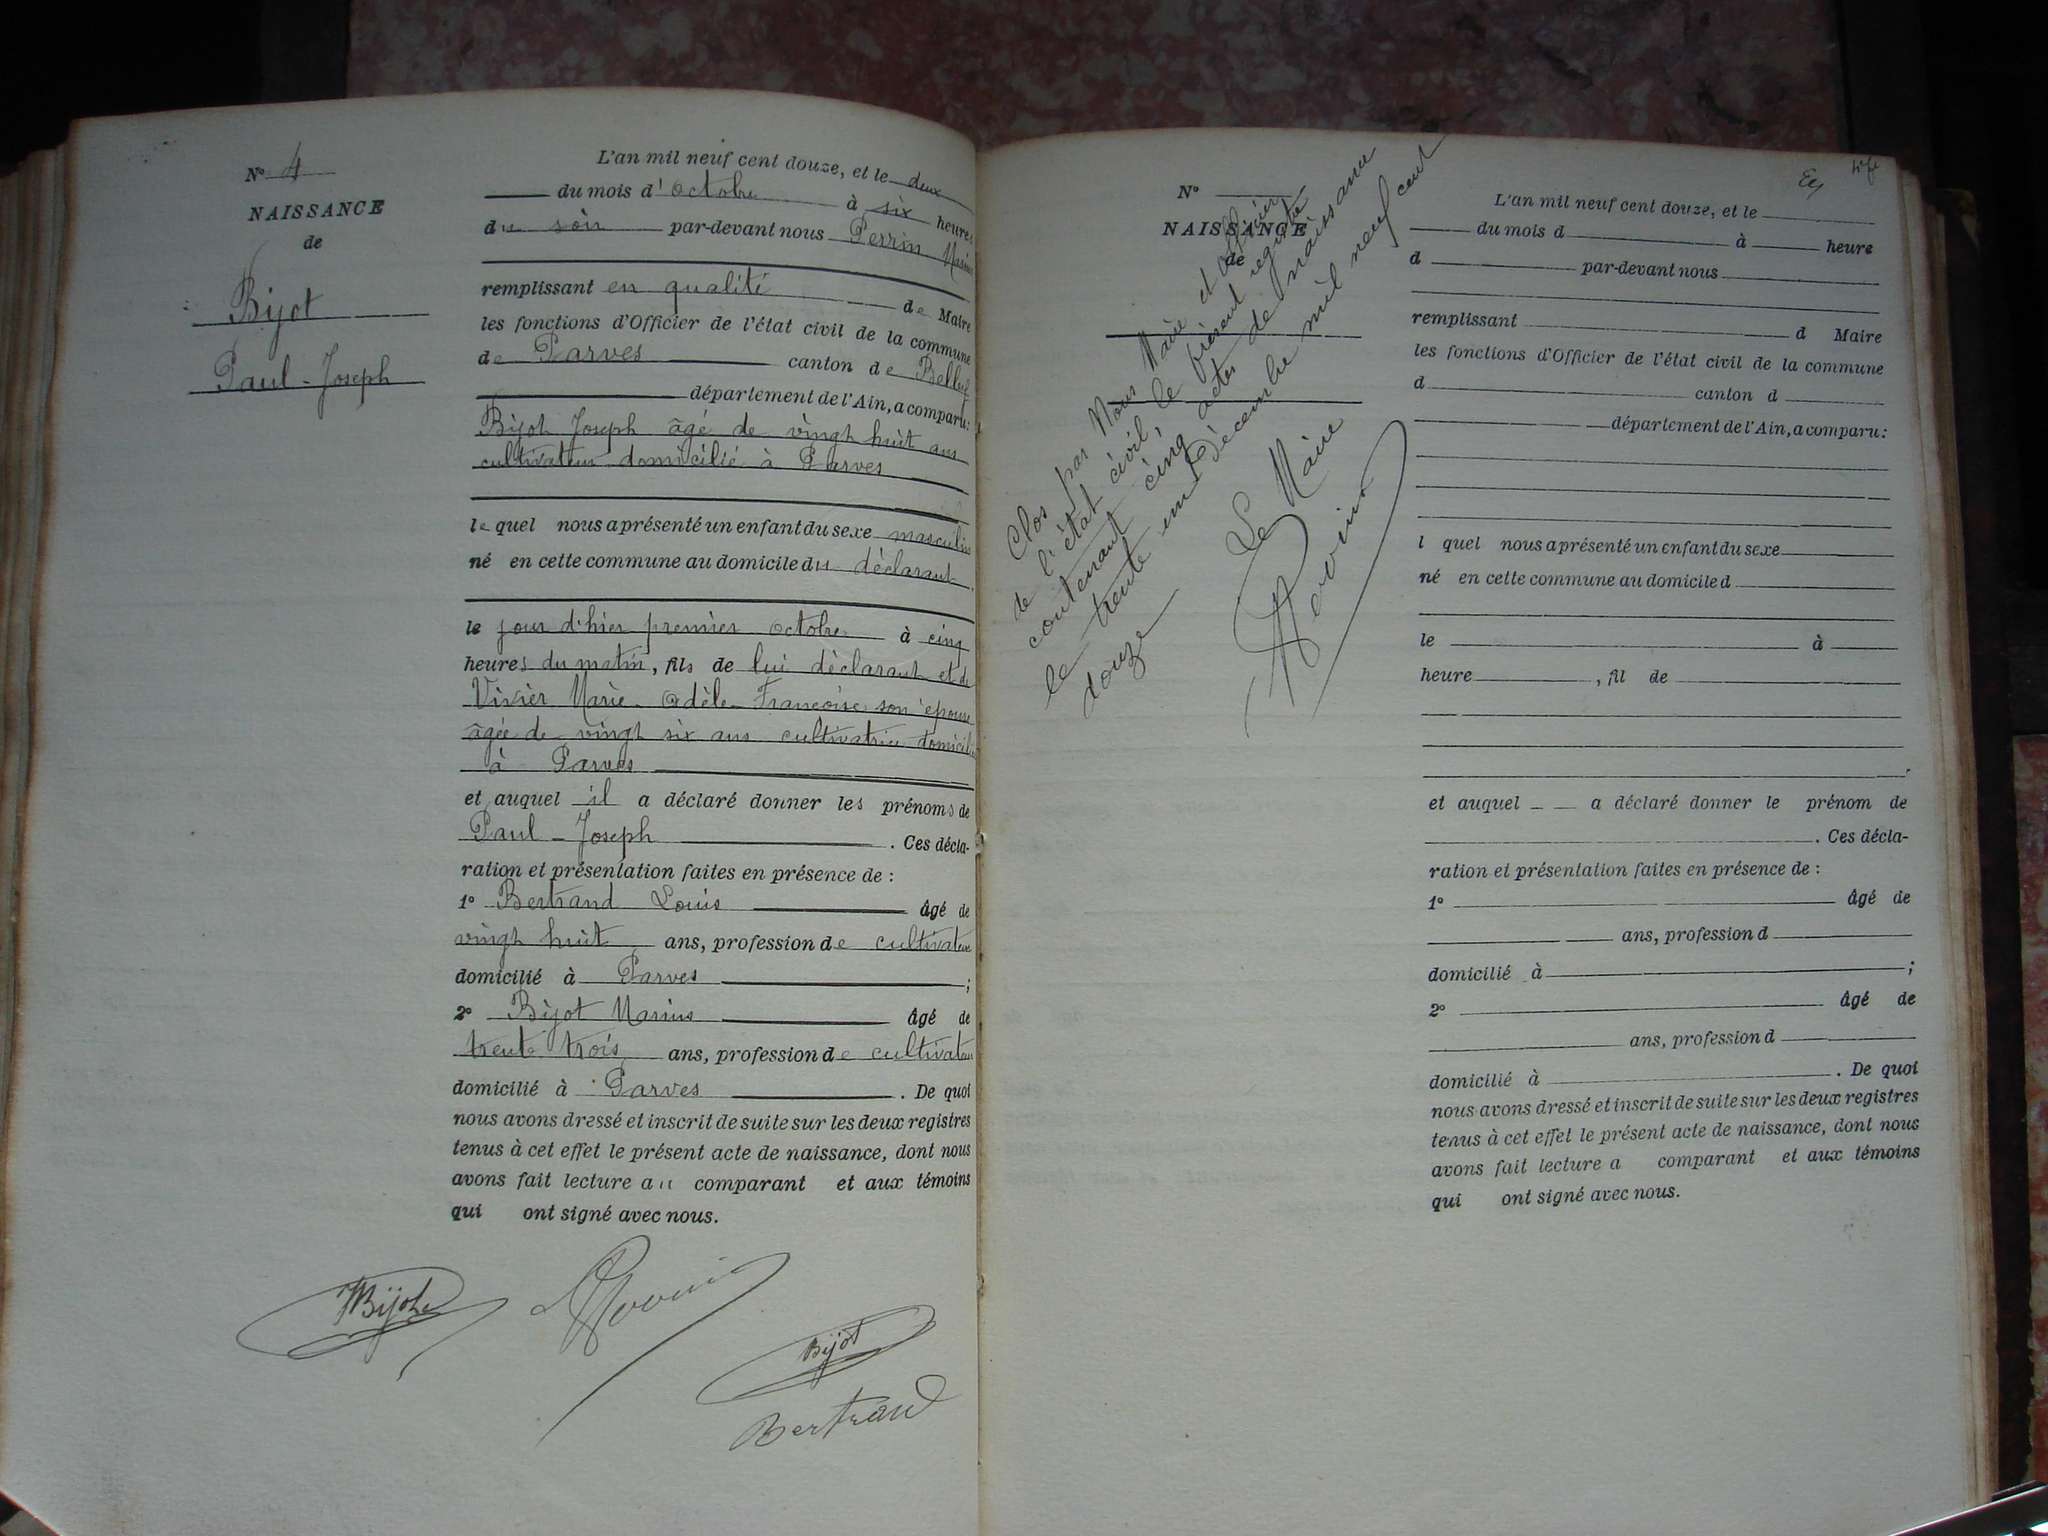 N° 4
NAISSANCE
de
Bijot
Paul-Joseph
L'an mil neuf cent douze, et le deux
du mois d'octobre à six heures
du soir par-devant nous Perrin Marius
remplissant en qualité de Maire
les fonctions d'Officier de l'état civil de la commune
de Parves canton de Belley
département de l'Ain, a comparu:
Bijot Joseph âgé de vingt huit ans
cultivateur domicilié à Parves
lequel nous a présenté un enfant du sexe masculin
né en cette commune au domicile du déclarant
le jour d'hier premier octobre à cinq
heures du matin, fils de lui déclarant et de
Vivier Marie Adèle Françoise son épouse
âgée de vingt six ans cultivatrice domiciliée
à Parves
et auquel il a déclaré donner les prénoms de
Paul-Joseph. Ces décla-
ration et présentation faites en présence de :
1° Bertrand Louis âgé de
vingt huit ans, profession de cultivateur
domicilié à Parves ;
2° Bijot Marius âgé de
trente trois ans, profession de cultivateur
domicilié à Parves. De quoi
nous avons dressé et inscrit de suite sur les deux registres
tenus à cet effet le présent acte de naissance, dont nous
avons fait lecture au comparant et aux témoins
qui ont signé avec nous.
Bijot
Bijot
Bertrand
N°
NAISSANCE
de
Clos par Nous Maire et officier
de l'état civil, le présent registre
contenant cinq actes de naissance
le trente un décembre mil neuf cent
douze
Le Maire
Perrin
L'an mil neuf cent douze, et le
du mois d à heure
d par-devant nous
remplissant d Maire
les fonctions d'Officier de l'état civil de la commune
d canton d
département de l'Ain, a comparu:
l quel nous a présenté un enfant du sexe
né en cette commune au domicile d
le à
heure , fil de
et auquel a déclaré donner le prénom de
. Ces décla-
ration et présentation faites en présence de :
1° âgé de
ans, profession d
domicilié à ;
2° âgé de
ans, profession d
domicilié à . De quoi
nous avons dressé et inscrit de suite sur les deux registres
tenus à cet effet le présent acte de naissance, dont nous
avons fait lecture a comparant et aux témoins
qui ont signé avec nous.